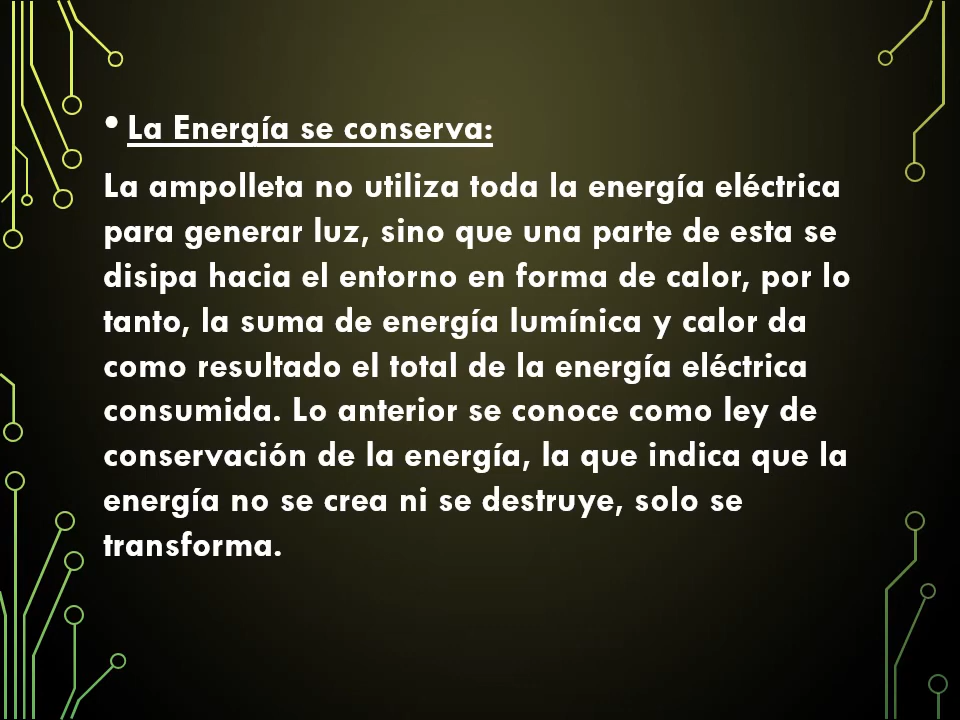 • La Energía se conserva:
La ampolleta no utiliza toda la energía eléctrica
para generar luz, sino que una parte de esta se
disipa hacia el entorno en forma de calor, por lo
tanto, la suma de energía lumínica y calor da
como resultado el total de la energía eléctrica
consumida. Lo anterior se conoce como ley de
conservación de la energía, la que indica que la
energía no se crea ni se destruye, solo se
transforma.